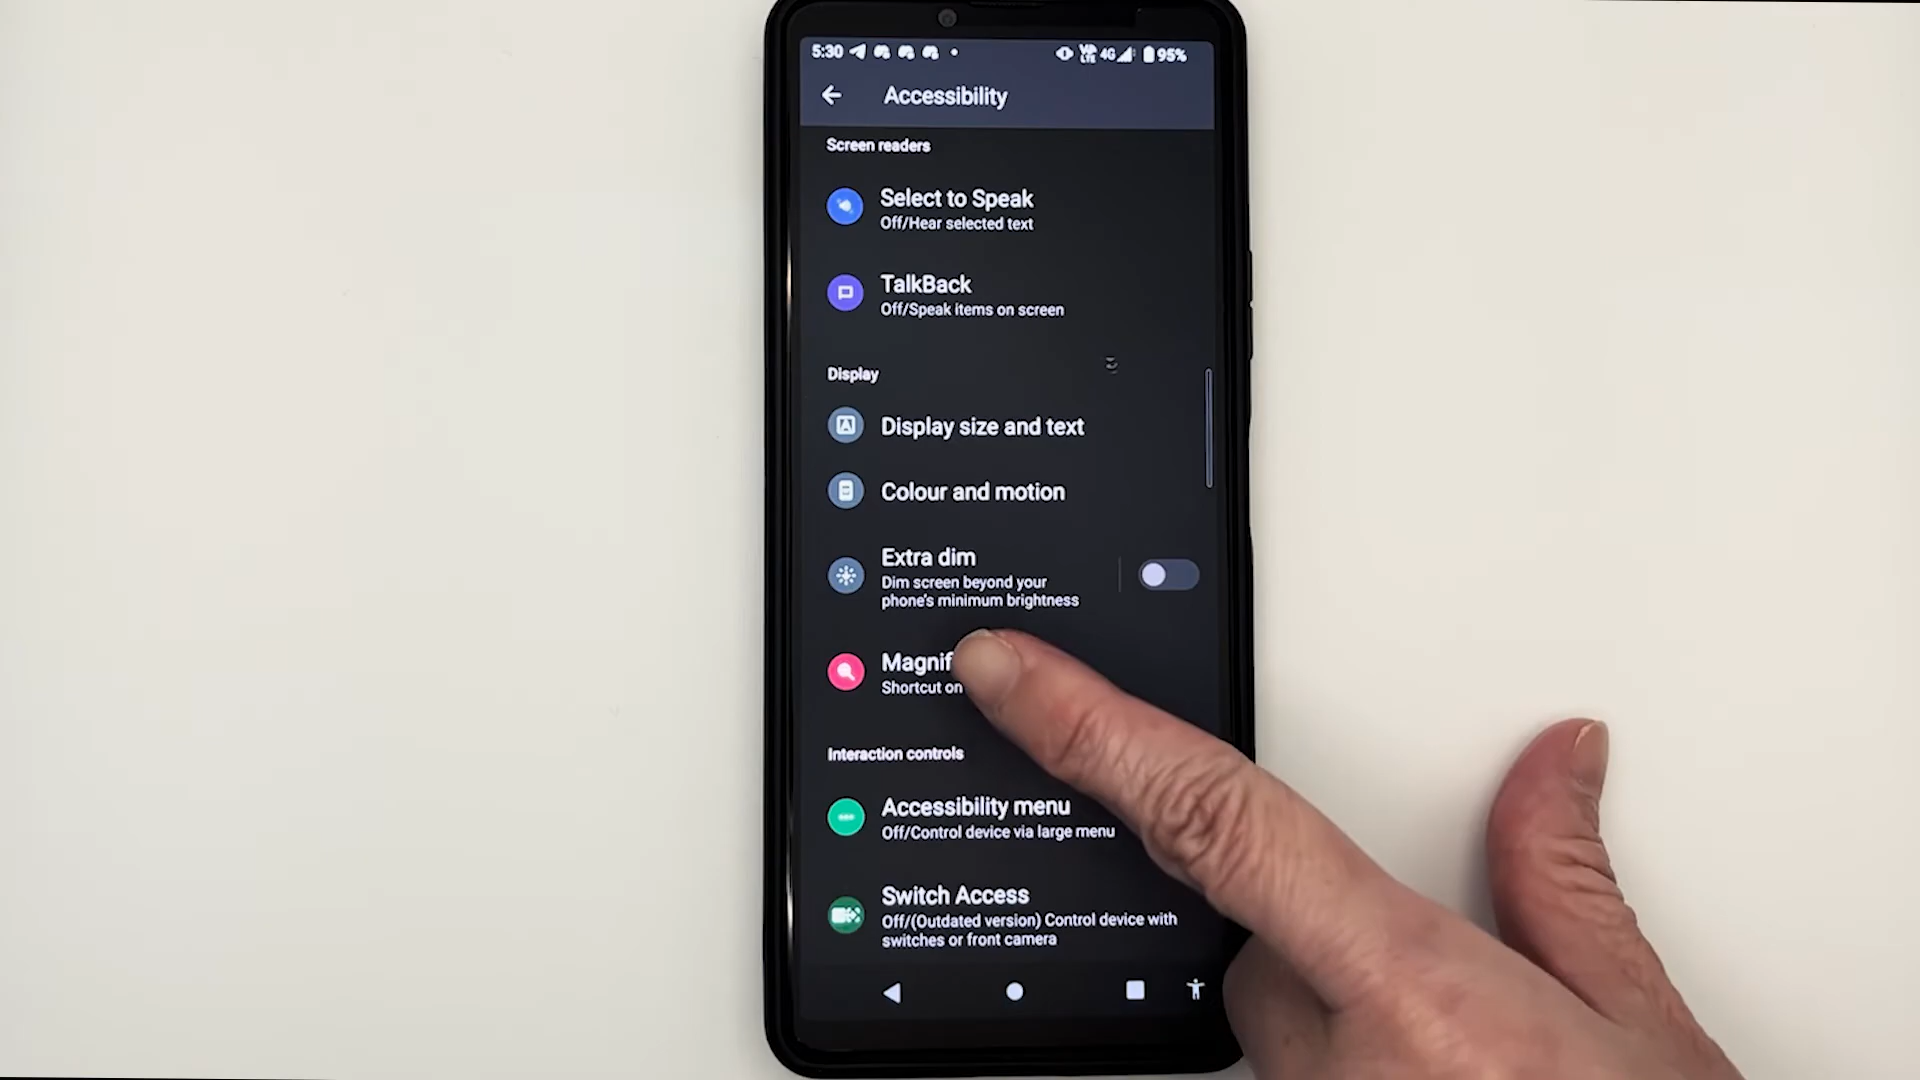 5:30 4G 95%
Accessibility
Screen readers
Select to Speak
Off/Hear selected text
TalkBack
Off/Speak items on screen
Display
Display size and text
Colour and motion
Extra dim
Dim screen beyond your
phone's minimum brightness
Magnif
Shortcut on
Interaction controls
Accessibility menu
Off/Control device via large menu
Switch Access
Off/(Outdated version) Control device with
switches or front camera